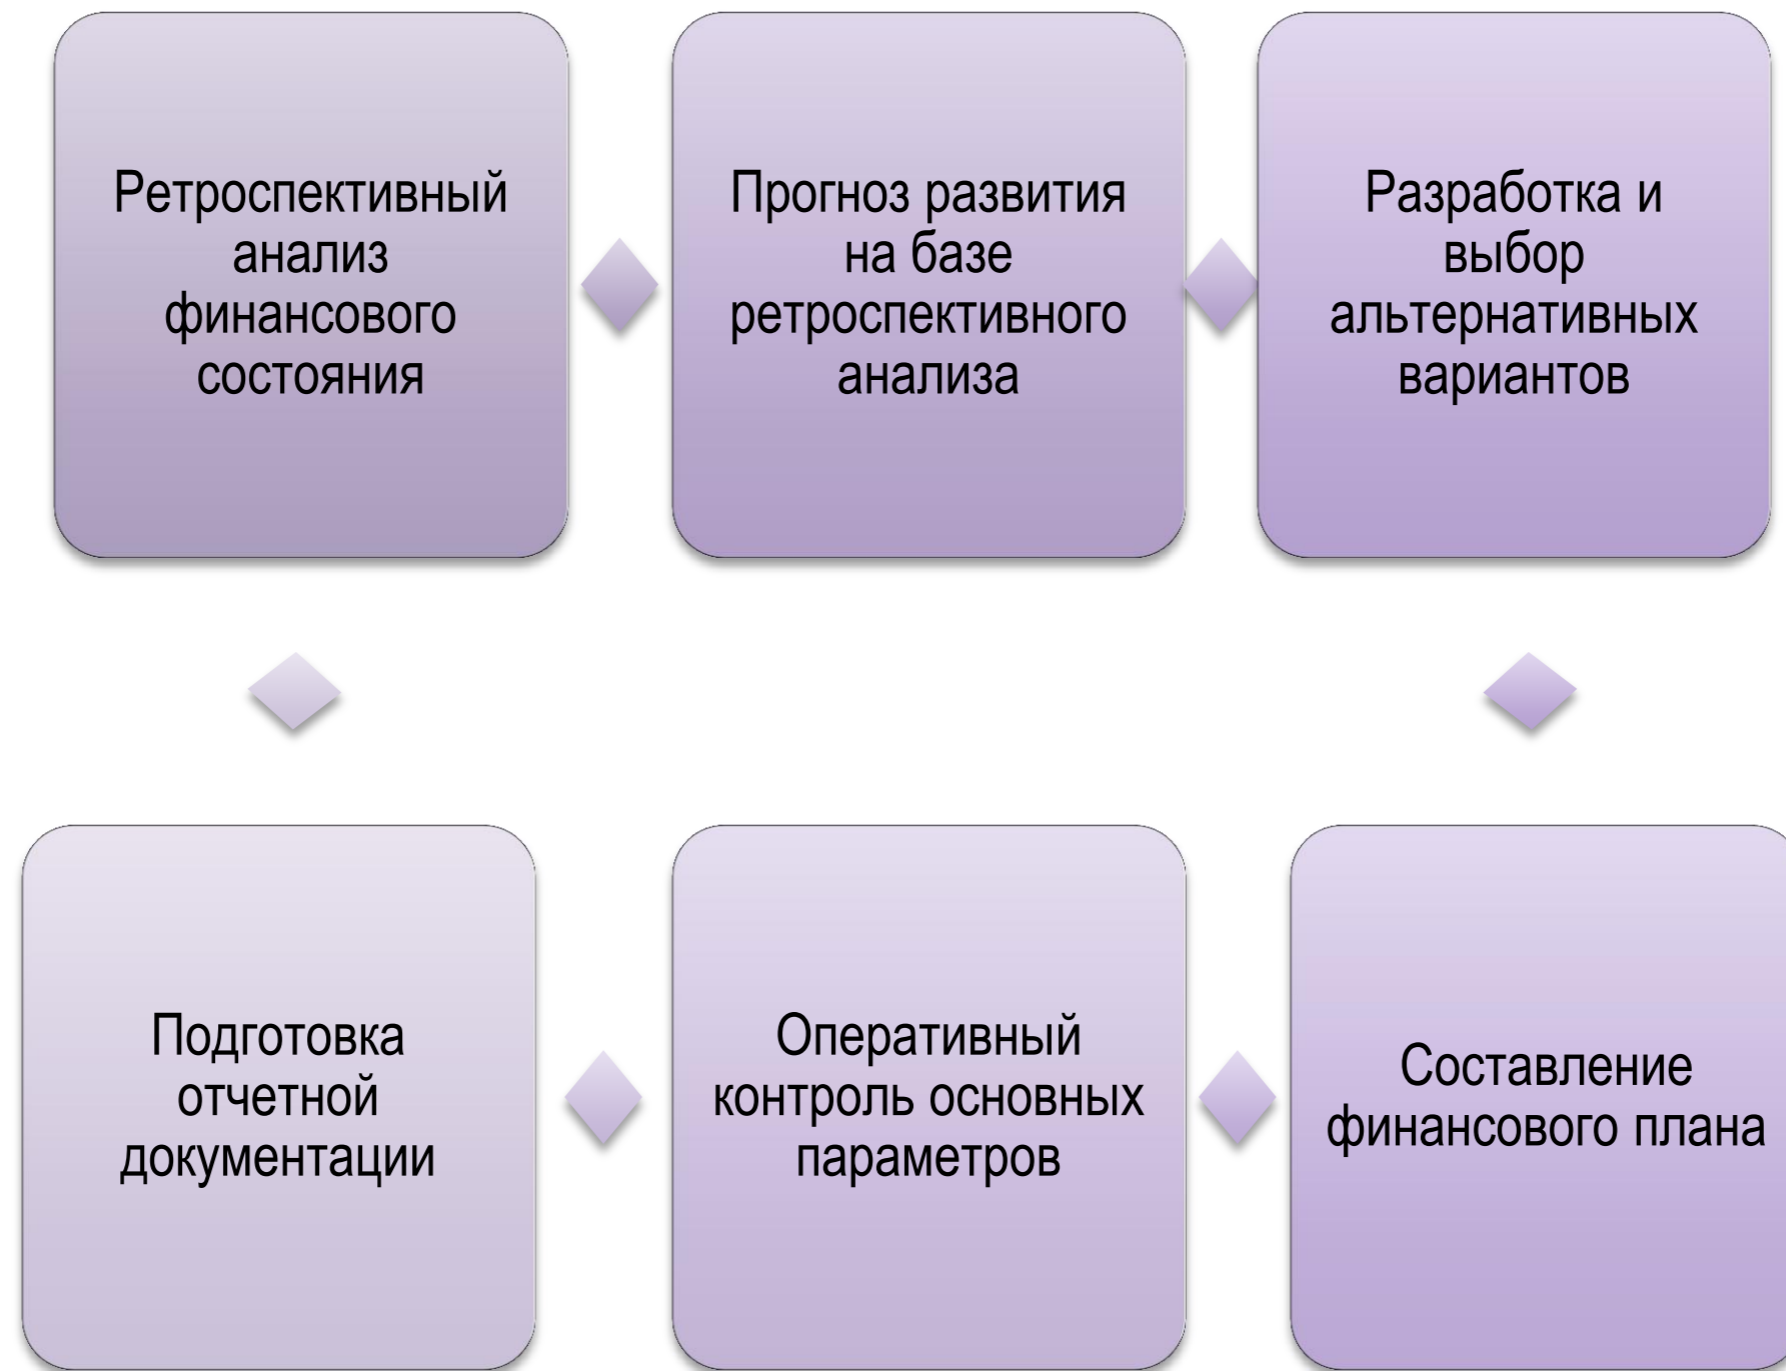 Ретроспективный
анализ
финансового
состояния
Прогноз развития
на базе
ретроспективного
анализа
Разработка и
выбор
альтернативных
вариантов
Подготовка
отчетной
документации
Оперативный
контроль основных
параметров
Составление
финансового плана